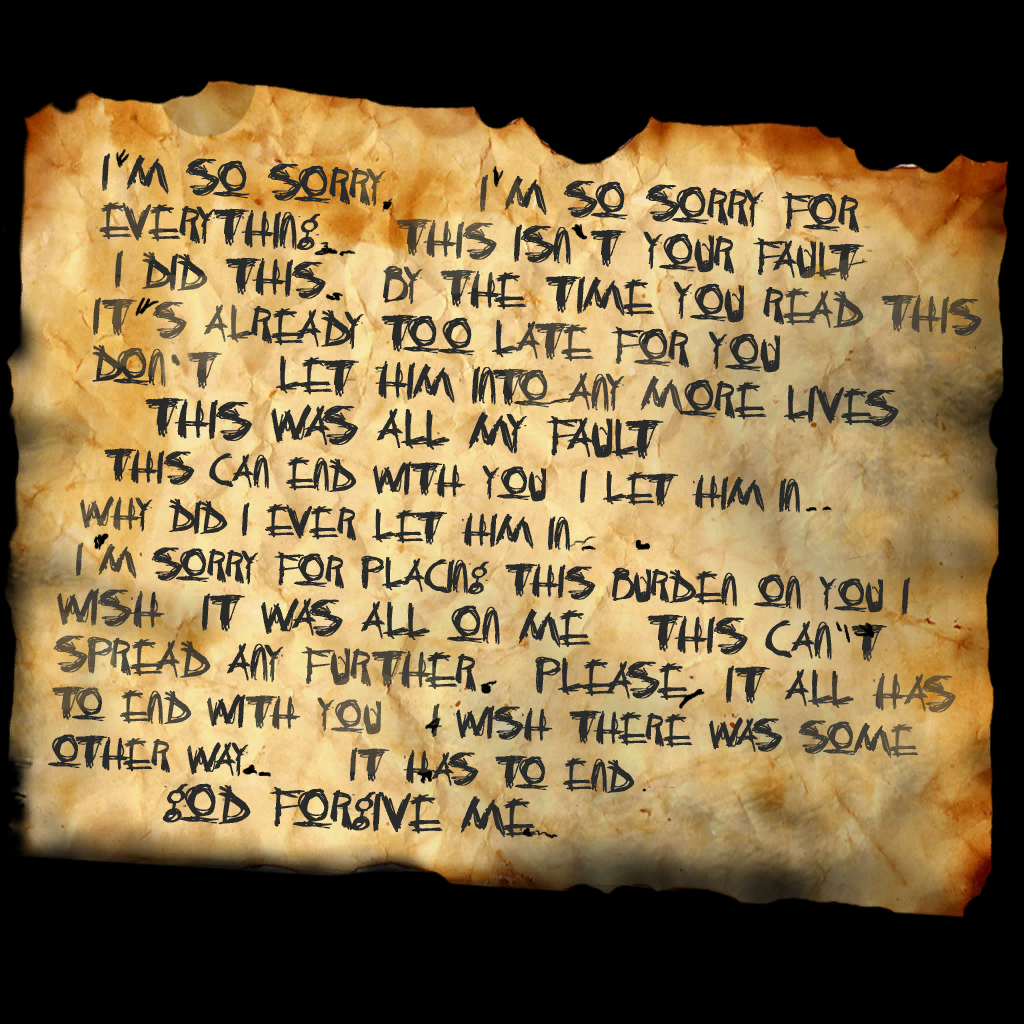 I'M SO SORRY. I'M SO SORRY FOR
EVERYTHING... THIS ISN'T YOUR FAULT
I DID THIS.. BY THE TIME YOU READ THIS
IT"S ALREADY TOO LATE FOR YOU
DON'T LET HIM INTO ANY MORE LIVES
THIS WAS ALL MY FAULT
THIS CAN END WITH YOU I LET HIM IN..
WHY DID I EVER LET HIM IN..
I'M SORRY FOR PLACING THIS BURDEN ON YOU I
WISH IT WAS ALL ON ME THIS CAN'T
SPREAD ANY FURTHER. PLEASE, IT ALL HAS
TO END WITH YOU I WISH THERE WAS SOME
OTHER WAY.. IT HAS TO END
GOD FORGIVE ME...